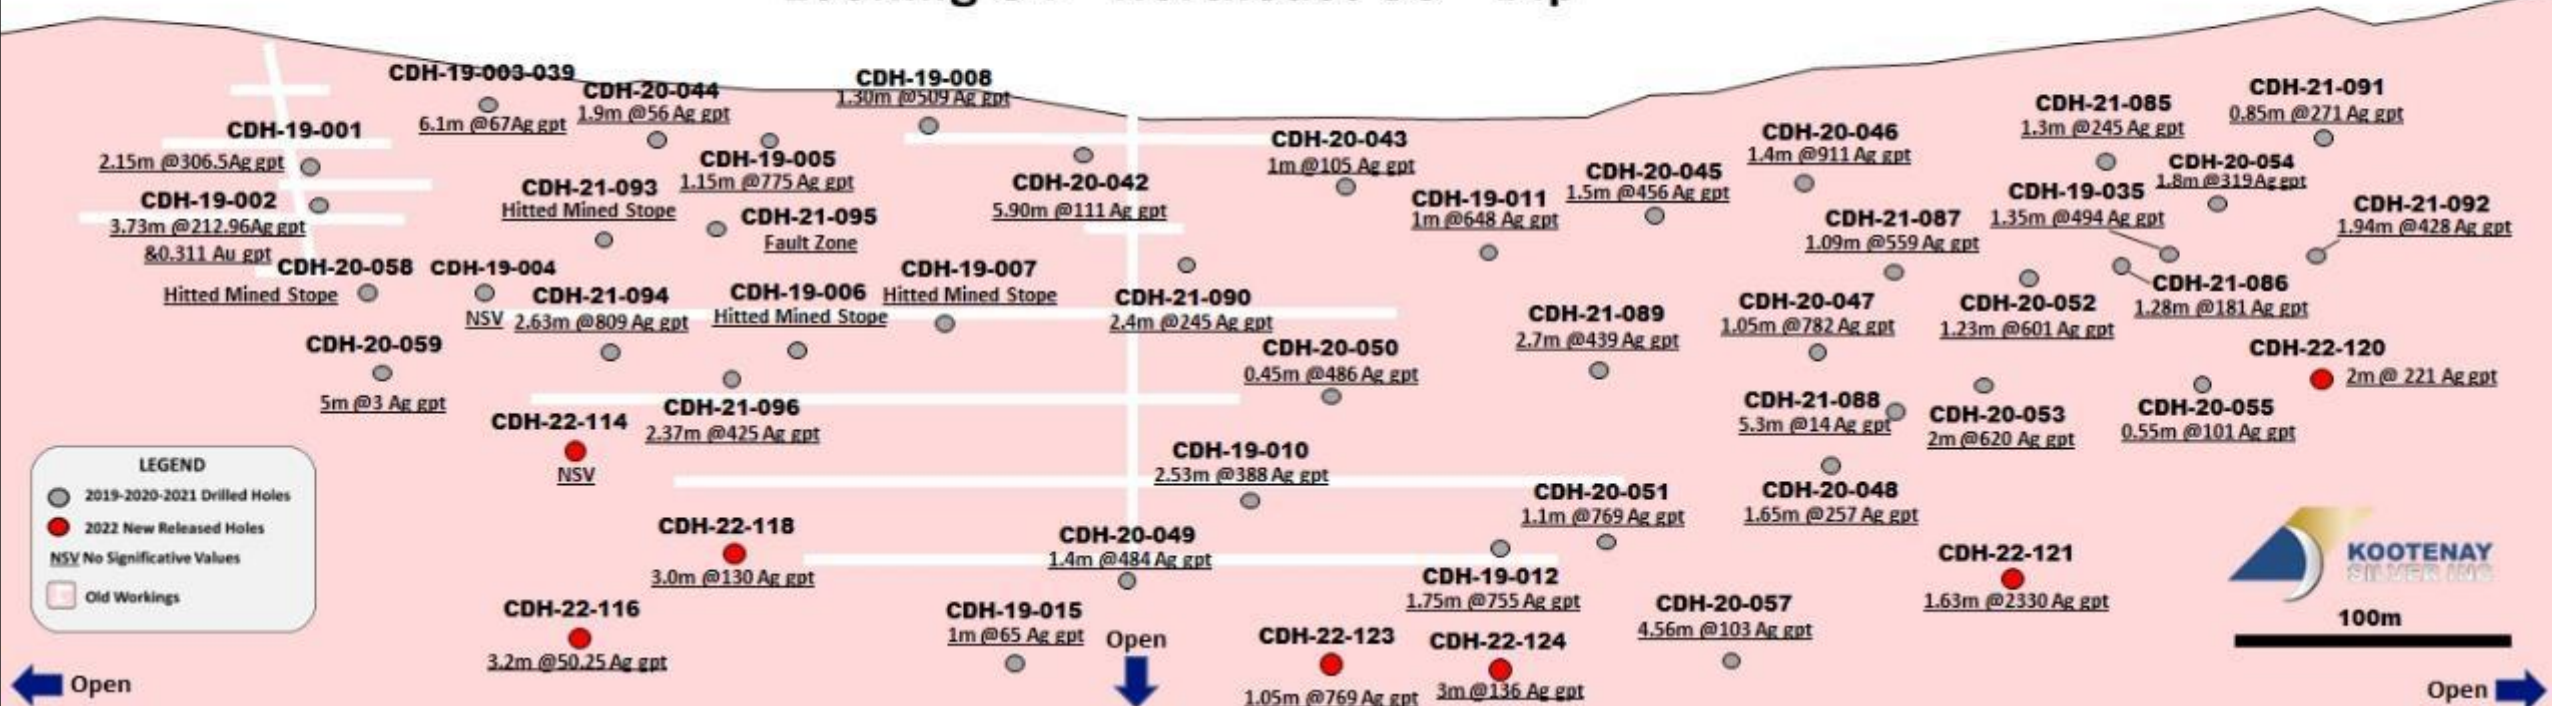 CDH-19-003-039
6.1m @67Ag gpt
CDH-20-044
1.9m @56 Ag gpt
CDH-19-008
1.30m @509 Ag gpt
CDH-19-001
2.15m @306.5Ag gpt
CDH-19-002
3.73m @212.96Ag gpt
&0.311 Au gpt
CDH-19-005
1.15m @775 Ag gpt
CDH-21-093
Hitted Mined Stope
CDH-21-095
Fault Zone
CDH-20-042
5.90m @111 Ag gpt
CDH-20-043
1m @105 Ag gpt
CDH-19-011
1m @648 Ag gpt
CDH-20-045
1.5m @456 Ag gpt
CDH-20-046
1.4m @911 Ag gpt
CDH-21-085
1.3m @245 Ag gpt
CDH-21-091
0.85m @271 Ag gpt
CDH-20-054
1.8m @319Ag gpt
CDH-19-035
1.35m @494 Ag gpt
CDH-21-092
1.94m @428 Ag gpt
CDH-21-087
1.09m @559 Ag gpt
CDH-20-058
Hitted Mined Stope
CDH-19-004
NSV
CDH-21-094
2.63m @809 Ag gpt
CDH-19-006
Hitted Mined Stope
CDH-19-007
Hitted Mined Stope
CDH-21-090
2.4m @245 Ag gpt
CDH-21-089
2.7m @439 Ag gpt
CDH-20-047
1.05m @782 Ag gpt
CDH-20-052
1.23m @601 Ag gpt
CDH-21-086
1.28m @181 Ag gpt
CDH-20-059
5m @3 Ag gpt
CDH-20-050
0.45m @486 Ag gpt
CDH-22-120
2m @ 221 Ag gpt
CDH-22-114
NSV
CDH-21-096
2.37m @425 Ag gpt
CDH-21-088
5.3m @14 Ag gpt
CDH-20-053
2m @620 Ag gpt
CDH-20-055
0.55m @101 Ag gpt
CDH-19-010
2.53m @388 Ag gpt
CDH-20-051
1.1m @769 Ag gpt
CDH-20-048
1.65m @257 Ag gpt
LEGEND
2019-2020-2021 Drilled Holes
2022 New Released Holes
NSV No Significative Values
Old Workings
CDH-22-118
3.0m @130 Ag gpt
CDH-20-049
1.4m @484 Ag gpt
CDH-19-012
1.75m @755 Ag gpt
CDH-22-121
1.63m @2330 Ag gpt
KOOTENAY
SILVER INC
100m
CDH-22-116
3.2m @50.25 Ag gpt
CDH-19-015
1m @65 Ag gpt
Open
CDH-22-123
1.05m @769 Ag gpt
CDH-22-124
3m @136 Ag gpt
CDH-20-057
4.56m @103 Ag gpt
Open
Open